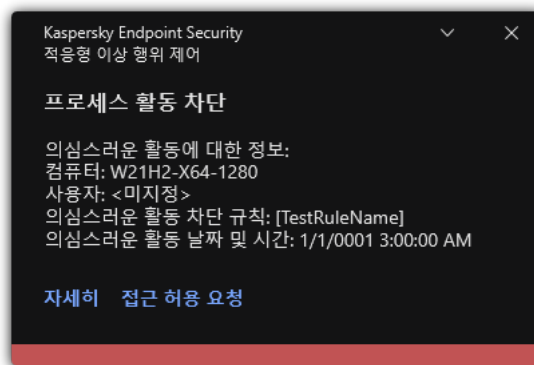 Kaspersky Endpoint Security
적응형 이상 행위 제어
프로세스 활동 차단
의심스러운 활동에 대한 정보:
컴퓨터: W21H2-X64-1280
사용자: <미지정>
의심스러운 활동 차단 규칙: [TestRuleName]
의심스러운 활동 날짜 및 시간: 1/1/0001 3:00:00 AM
자세히 접근 허용 요청